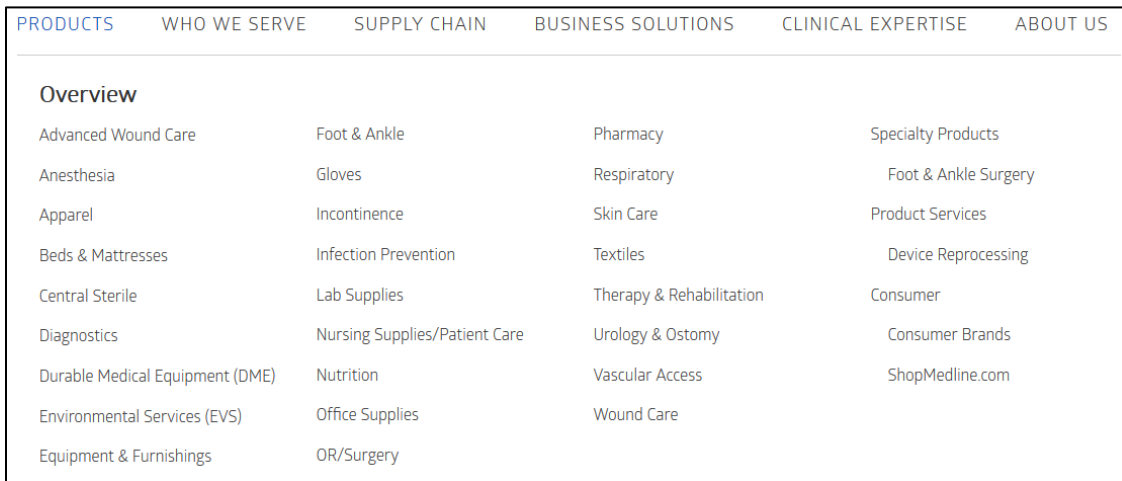 PRODUCTS WHO WE SERVE SUPPLY CHAIN BUSINESS SOLUTIONS CLINICAL EXPERTISE ABOUT US
Overview
Advanced Wound Care
Anesthesia
Apparel
Beds & Mattresses
Central Sterile
Diagnostics
Durable Medical Equipment (DME)
Environmental Services (EVS)
Equipment & Furnishings
Foot & Ankle
Gloves
Incontinence
Infection Prevention
Lab Supplies
Nursing Supplies/Patient Care
Nutrition
Office Supplies
OR/Surgery
Pharmacy
Respiratory
Skin Care
Textiles
Therapy & Rehabilitation
Urology & Ostomy
Vascular Access
Wound Care
Specialty Products
Foot & Ankle Surgery
Product Services
Device Reprocessing
Consumer
Consumer Brands
ShopMedline.com